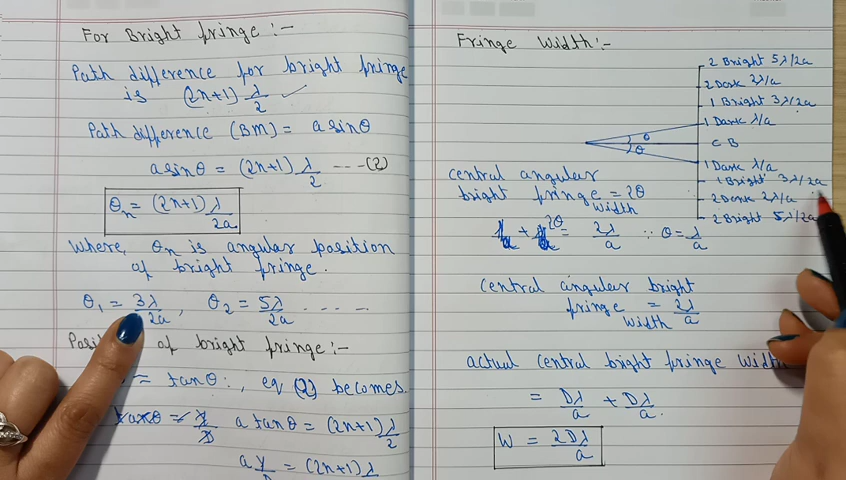 For Bright fringe :-
Path difference for bright fringe
is (2n+1) λ/2 ✓
Path difference (BM) = a sinθ
a sinθ = (2n+1) λ/2 ---- (2)
θn = (2n+1) λ/2a
Where, θn is angular position
of bright fringe.
θ1 = 3λ/2a , θ2 = 5λ/2a - - - - -
of bright fringe :-
= tanθ :, eq (2) becomes
a tanθ = (2n+1) λ/2
a y = (2n+1) λ
Fringe Width :-
2 Bright 5λ/2a
2 Dark 2λ/a
1 Bright 3λ/2a
1 Dark λ/a
θ
C B
θ
1 Dark λ/a
1 Bright 3λ/2a
2 Dark 2λ/a
2 Bright 5λ/2a
central angular
bright fringe = 2θ
Width
2θ = 2λ/a ∵ θ = λ/a
central angular bright
fringe = 2λ/a
Width
actual central bright fringe Width
= Dλ/a + Dλ/a.
W = 2Dλ/a